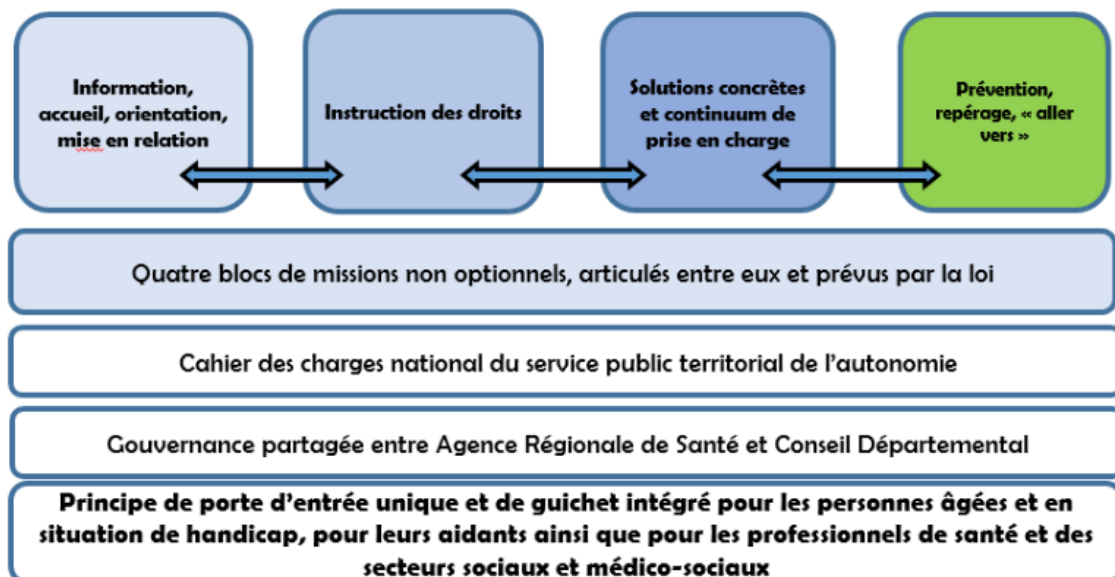 Information,
accueil, orientation,
mise en relation
Instruction des droits
Solutions concrètes
et continuum de
prise en charge
Prévention,
repérage, « aller
vers »
Quatre blocs de missions non optionnels, articulés entre eux et prévus par la loi
Cahier des charges national du service public territorial de l'autonomie
Gouvernance partagée entre Agence Régionale de Santé et Conseil Départemental
Principe de porte d'entrée unique et de guichet intégré pour les personnes âgées et en
situation de handicap, pour leurs aidants ainsi que pour les professionnels de santé et des
secteurs sociaux et médico-sociaux